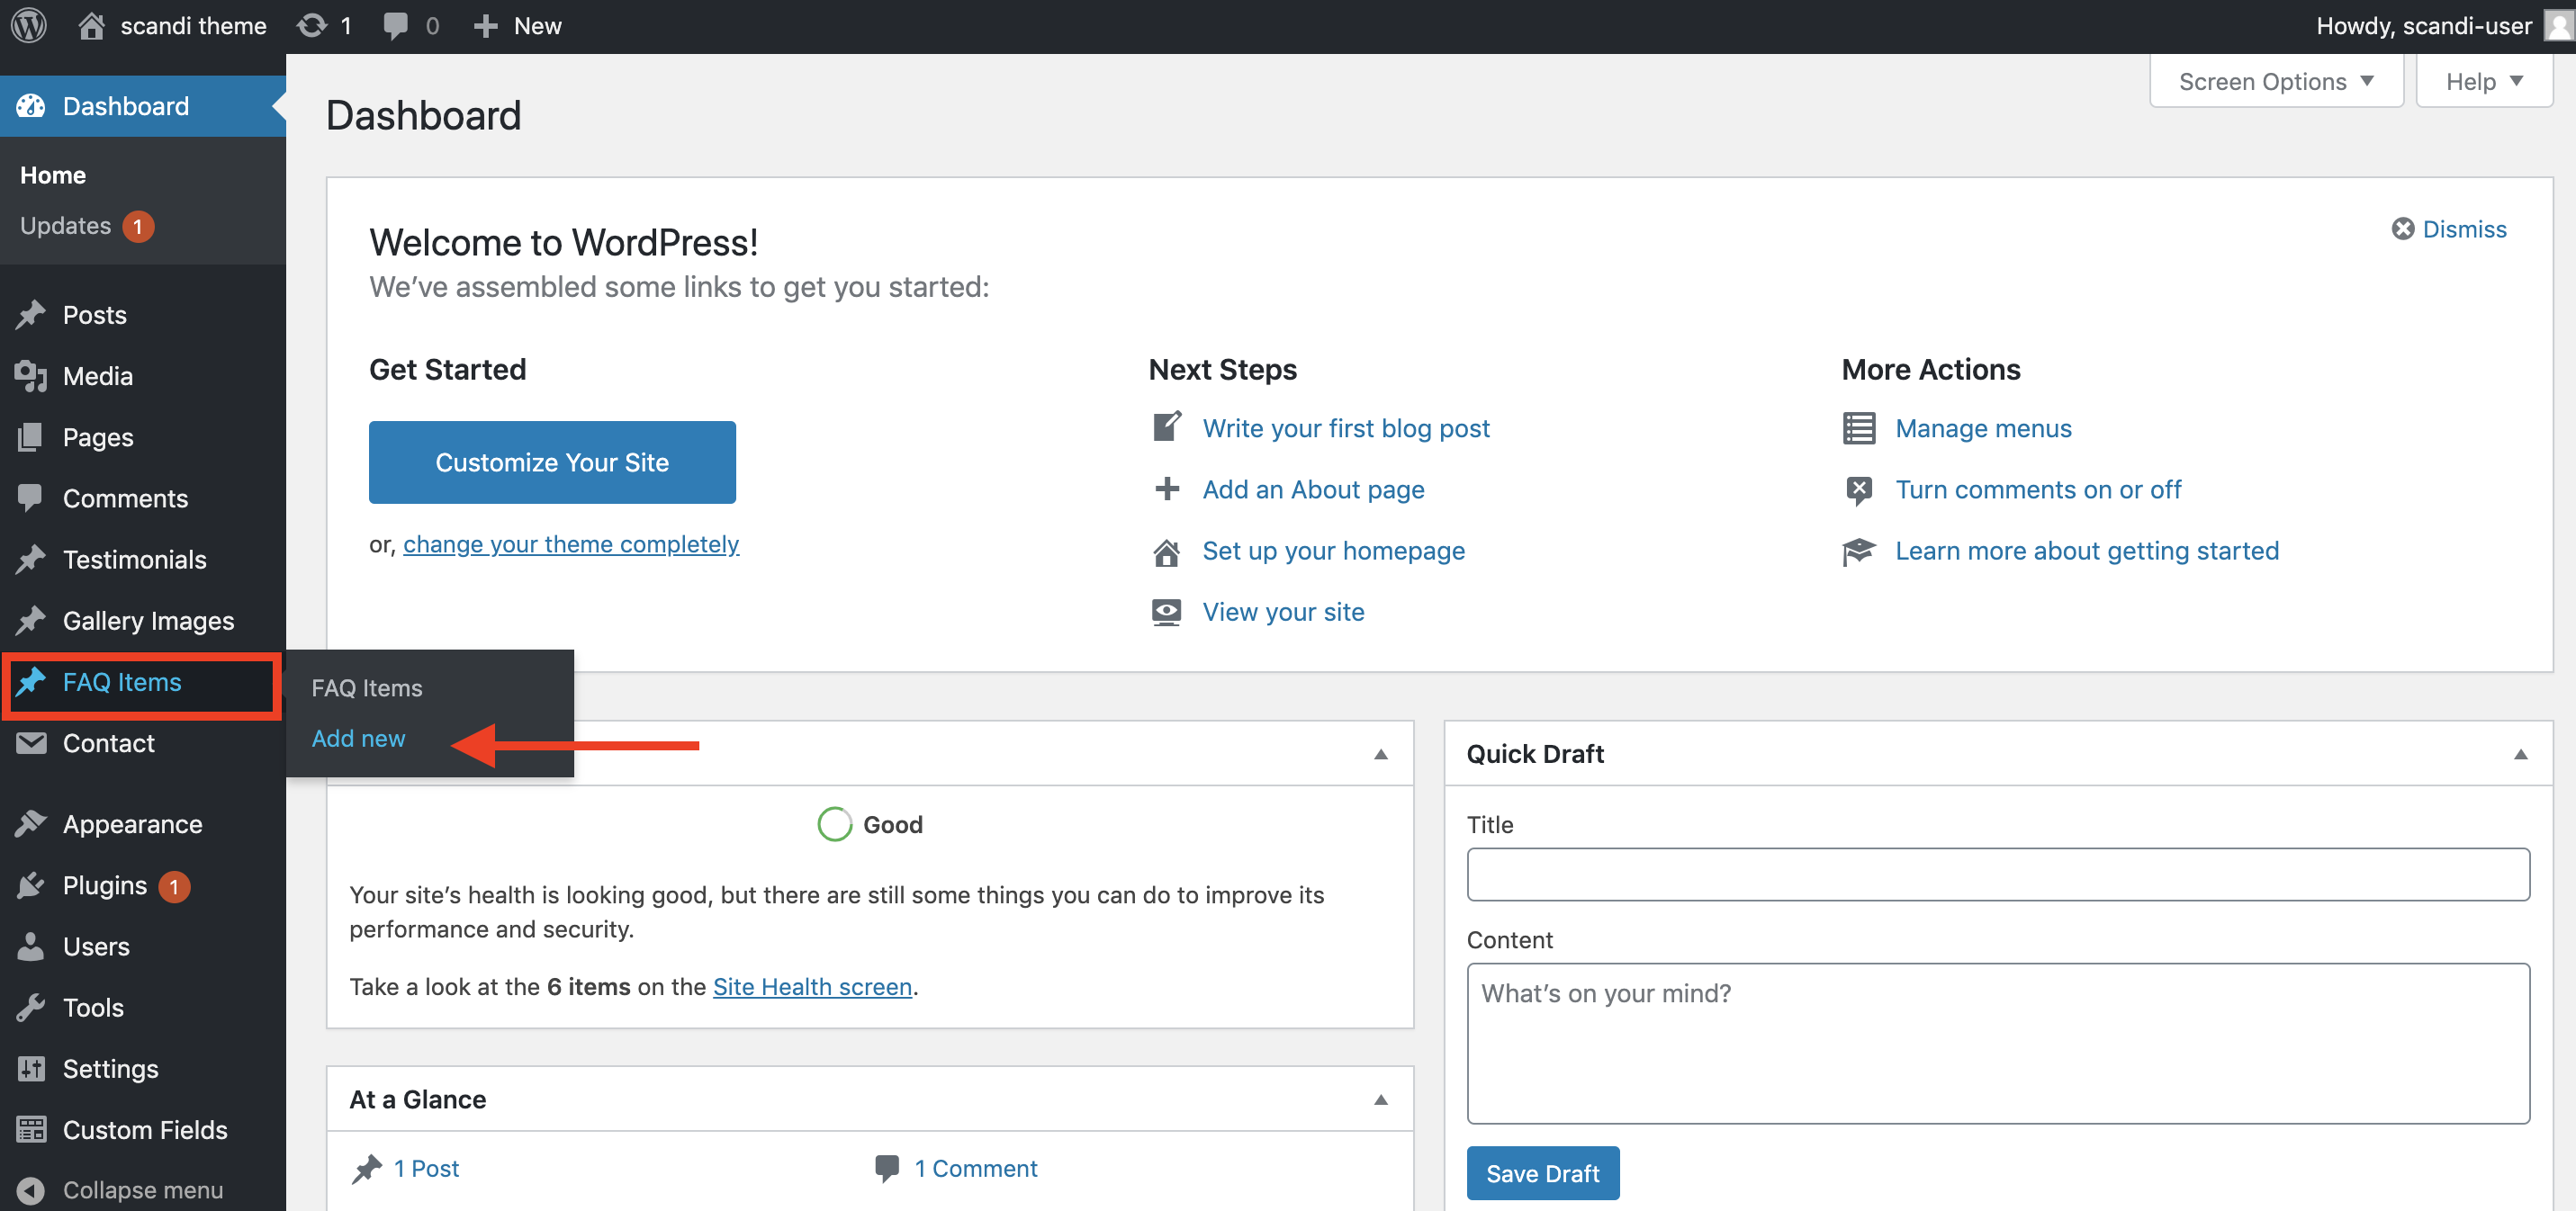 scandi theme 1 0 New Howdy, scandi-user
Dashboard
Home
Updates 1
Posts
Media
Pages
Comments
Testimonials
Gallery Images
FAQ Items
Contact
Appearance
Plugins 1
Users
Tools
Settings
Custom Fields
Collapse menu
FAQ Items
Add new
Screen Options Help
Dashboard
Welcome to WordPress!
Dismiss
We’ve assembled some links to get you started:
Get Started
Customize Your Site
or, change your theme completely
Next Steps
Write your first blog post
Add an About page
Set up your homepage
View your site
More Actions
Manage menus
Turn comments on or off
Learn more about getting started
Good
Your site’s health is looking good, but there are still some things you can do to improve its
performance and security.
Take a look at the 6 items on the Site Health screen.
At a Glance
1 Post 1 Comment
Quick Draft
Title
Content
What’s on your mind?
Save Draft